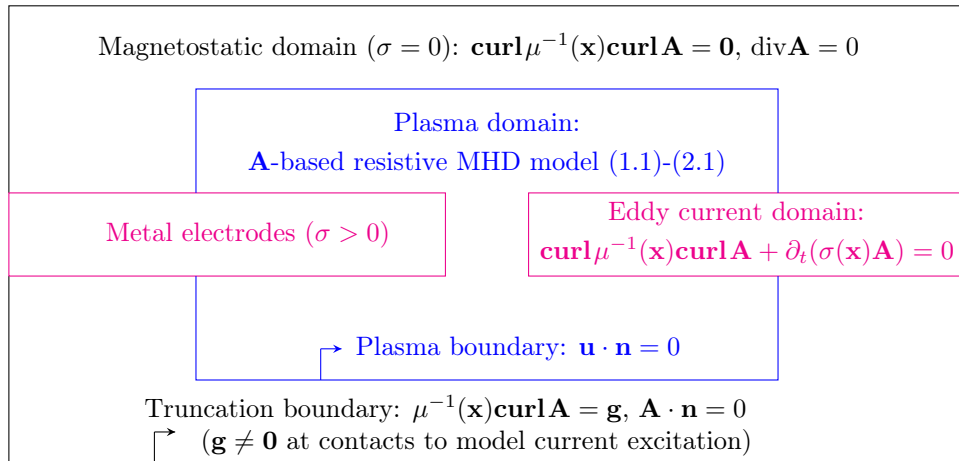 Magnetostatic domain (σ = 0): curl μ⁻¹(x)curl A = 0, divA = 0
Plasma domain:
A-based resistive MHD model (1.1)-(2.1)
Metal electrodes (σ > 0)
Eddy current domain:
curl μ⁻¹(x)curl A + ∂ₜ(σ(x)A) = 0
Plasma boundary: u · n = 0
Truncation boundary: μ⁻¹(x)curl A = g, A · n = 0
(g ≠ 0 at contacts to model current excitation)